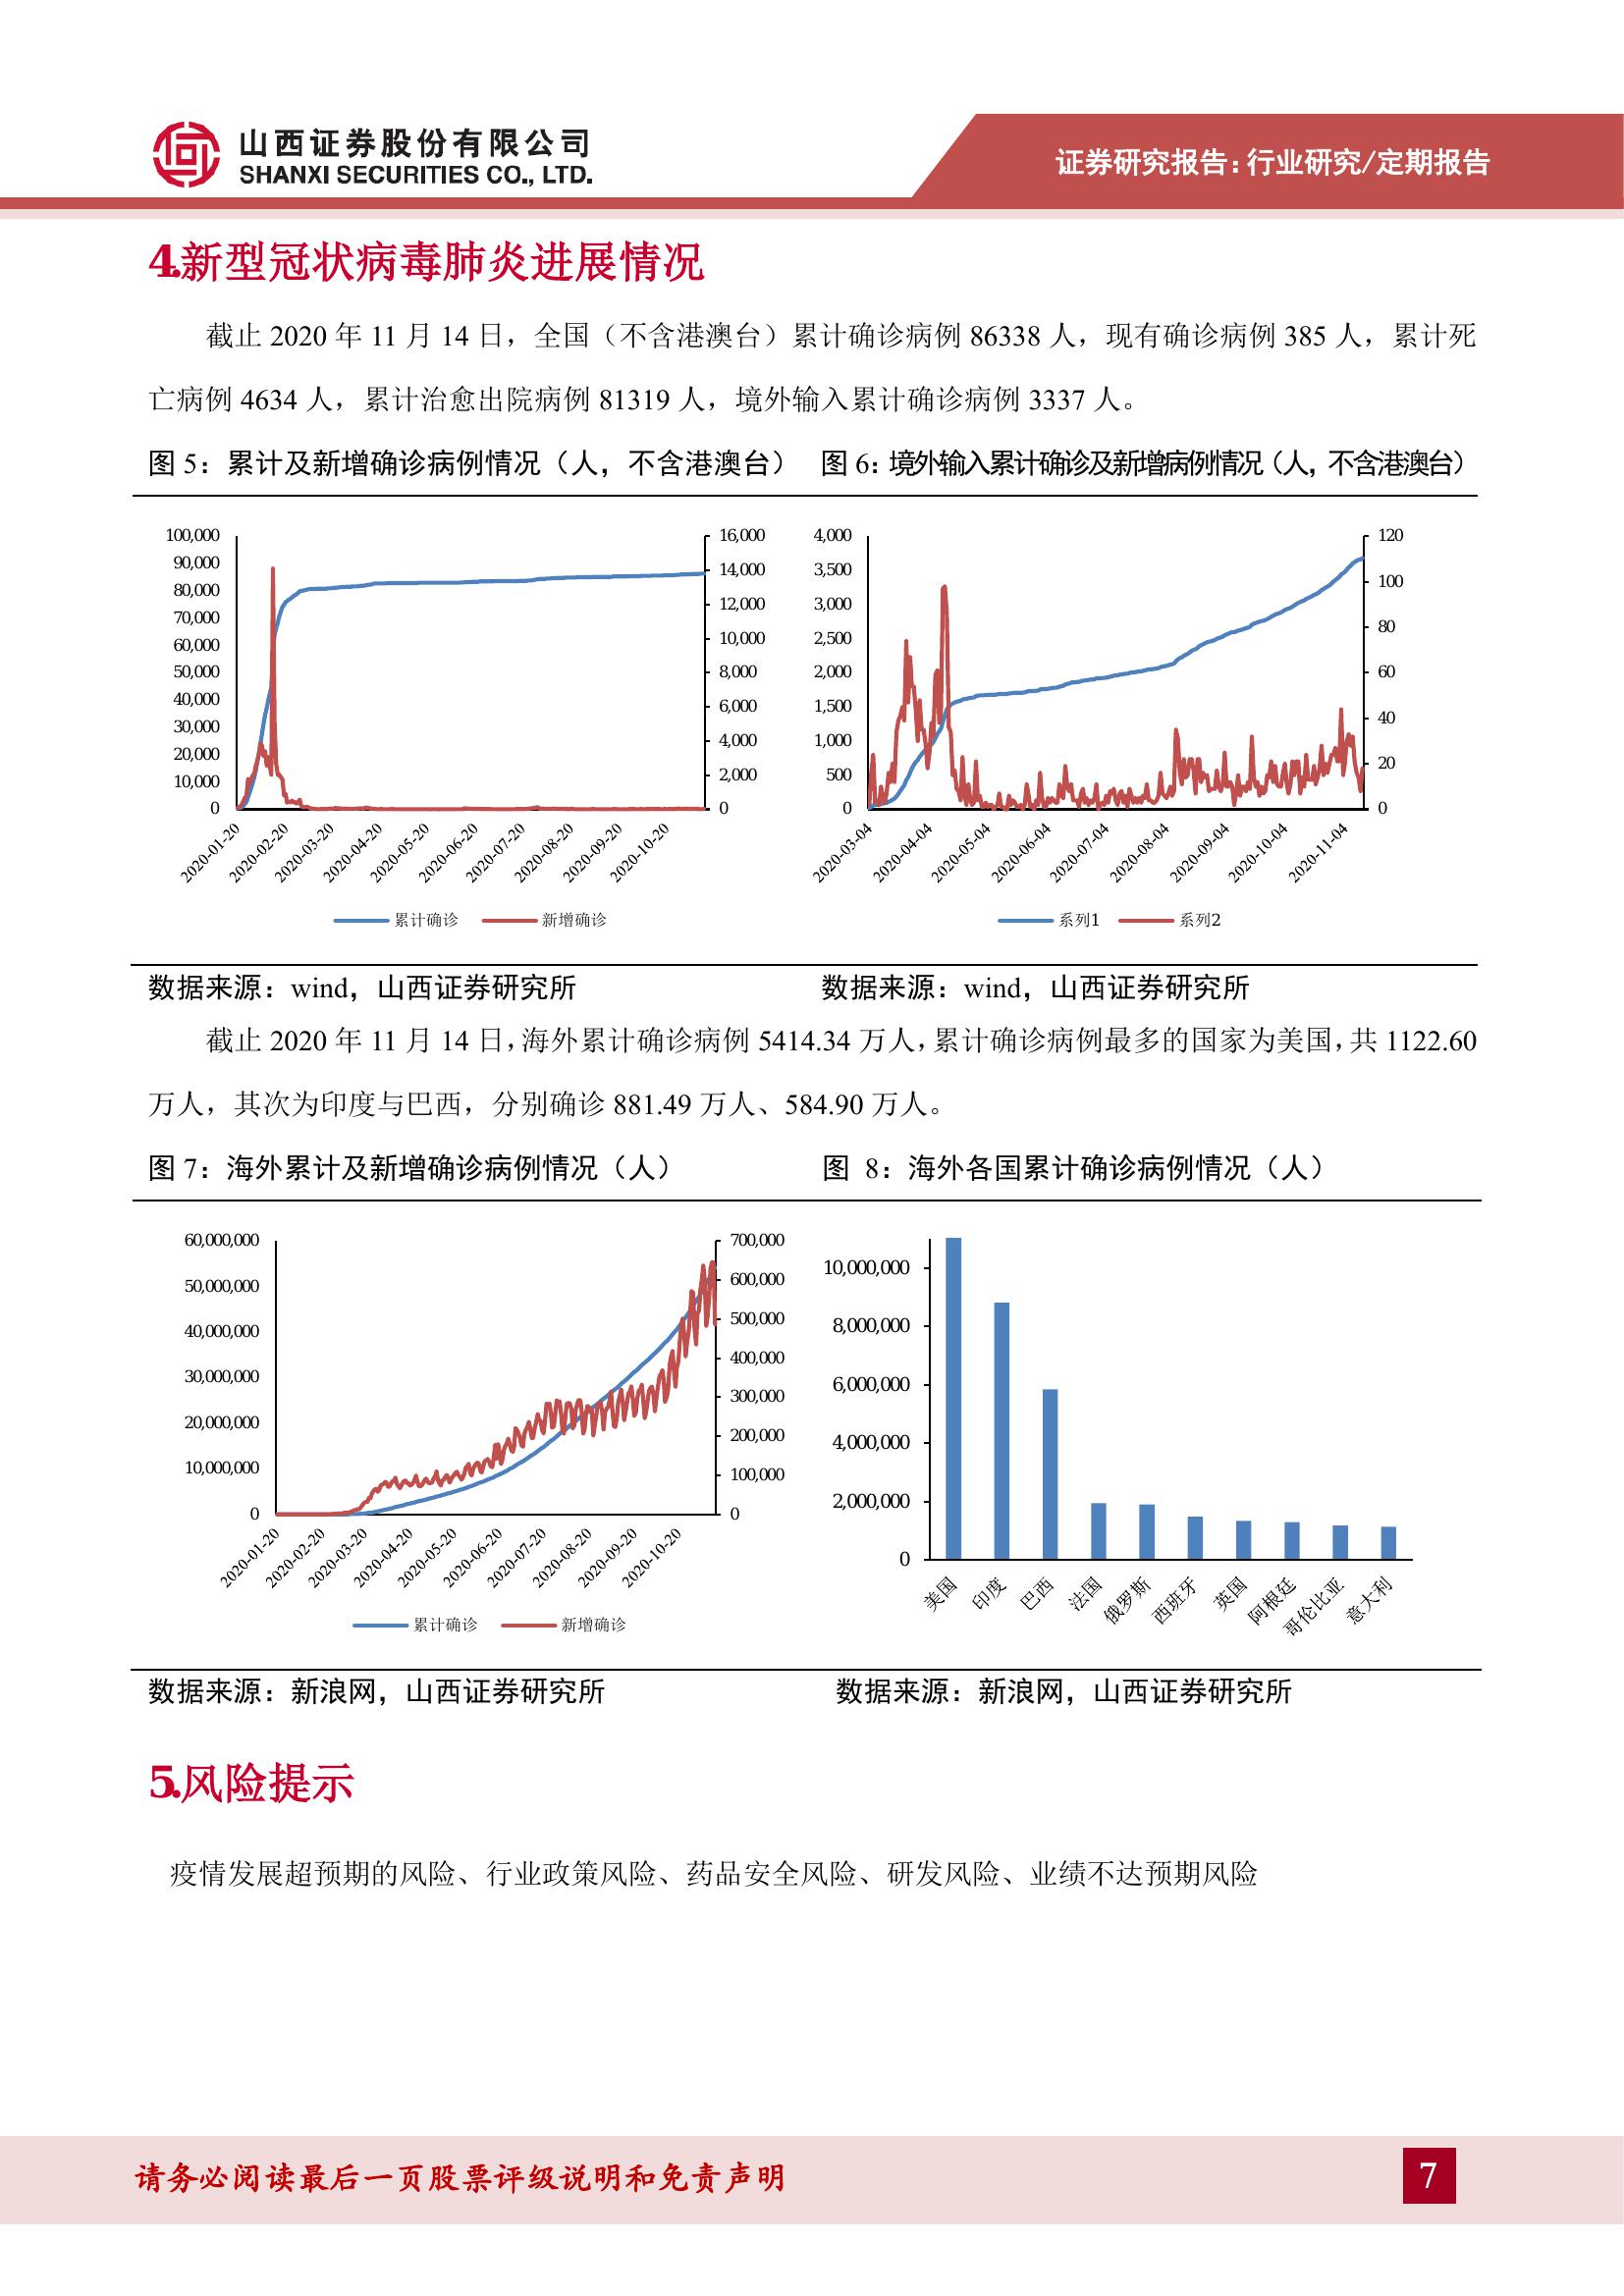 山西证券股份有限公司
SHANXI SECURITIES CO., LTD.
证券研究报告:行业研究/定期报告
4.新型冠状病毒肺炎进展情况
截止 2020 年 11 月 14 日，全国（不含港澳台）累计确诊病例 86338 人，现有确诊病例 385 人，累计死
亡病例 4634 人，累计治愈出院病例 81319 人，境外输入累计确诊病例 3337 人。
图 5：累计及新增确诊病例情况（人，不含港澳台）
100,000
90,000
80,000
70,000
60,000
50,000
40,000
30,000
20,000
10,000
0
16,000
14,000
12,000
10,000
8,000
6,000
4,000
2,000
0
2020-01-20
2020-02-20
2020-03-20
2020-04-20
2020-05-20
2020-06-20
2020-07-20
2020-08-20
2020-09-20
2020-10-20
累计确诊
新增确诊
数据来源：wind，山西证券研究所
图 6：境外输入累计确诊及新增病例情况（人，不含港澳台）
4,000
3,500
3,000
2,500
2,000
1,500
1,000
500
0
120
100
80
60
40
20
0
2020-03-04
2020-04-04
2020-05-04
2020-06-04
2020-07-04
2020-08-04
2020-09-04
2020-10-04
2020-11-04
系列1
系列2
数据来源：wind，山西证券研究所
截止 2020 年 11 月 14 日，海外累计确诊病例 5414.34 万人，累计确诊病例最多的国家为美国，共 1122.60
万人，其次为印度与巴西，分别确诊 881.49 万人、584.90 万人。
图 7：海外累计及新增确诊病例情况（人）
60,000,000
50,000,000
40,000,000
30,000,000
20,000,000
10,000,000
0
700,000
600,000
500,000
400,000
300,000
200,000
100,000
0
2020-01-20
2020-02-20
2020-03-20
2020-04-20
2020-05-20
2020-06-20
2020-07-20
2020-08-20
2020-09-20
2020-10-20
累计确诊
新增确诊
数据来源：新浪网，山西证券研究所
图 8：海外各国累计确诊病例情况（人）
10,000,000
8,000,000
6,000,000
4,000,000
2,000,000
0
美国
印度
巴西
法国
俄罗斯
西班牙
英国
阿根廷
哥伦比亚
意大利
数据来源：新浪网，山西证券研究所
5.风险提示
疫情发展超预期的风险、行业政策风险、药品安全风险、研发风险、业绩不达预期风险
请务必阅读最后一页股票评级说明和免责声明
7